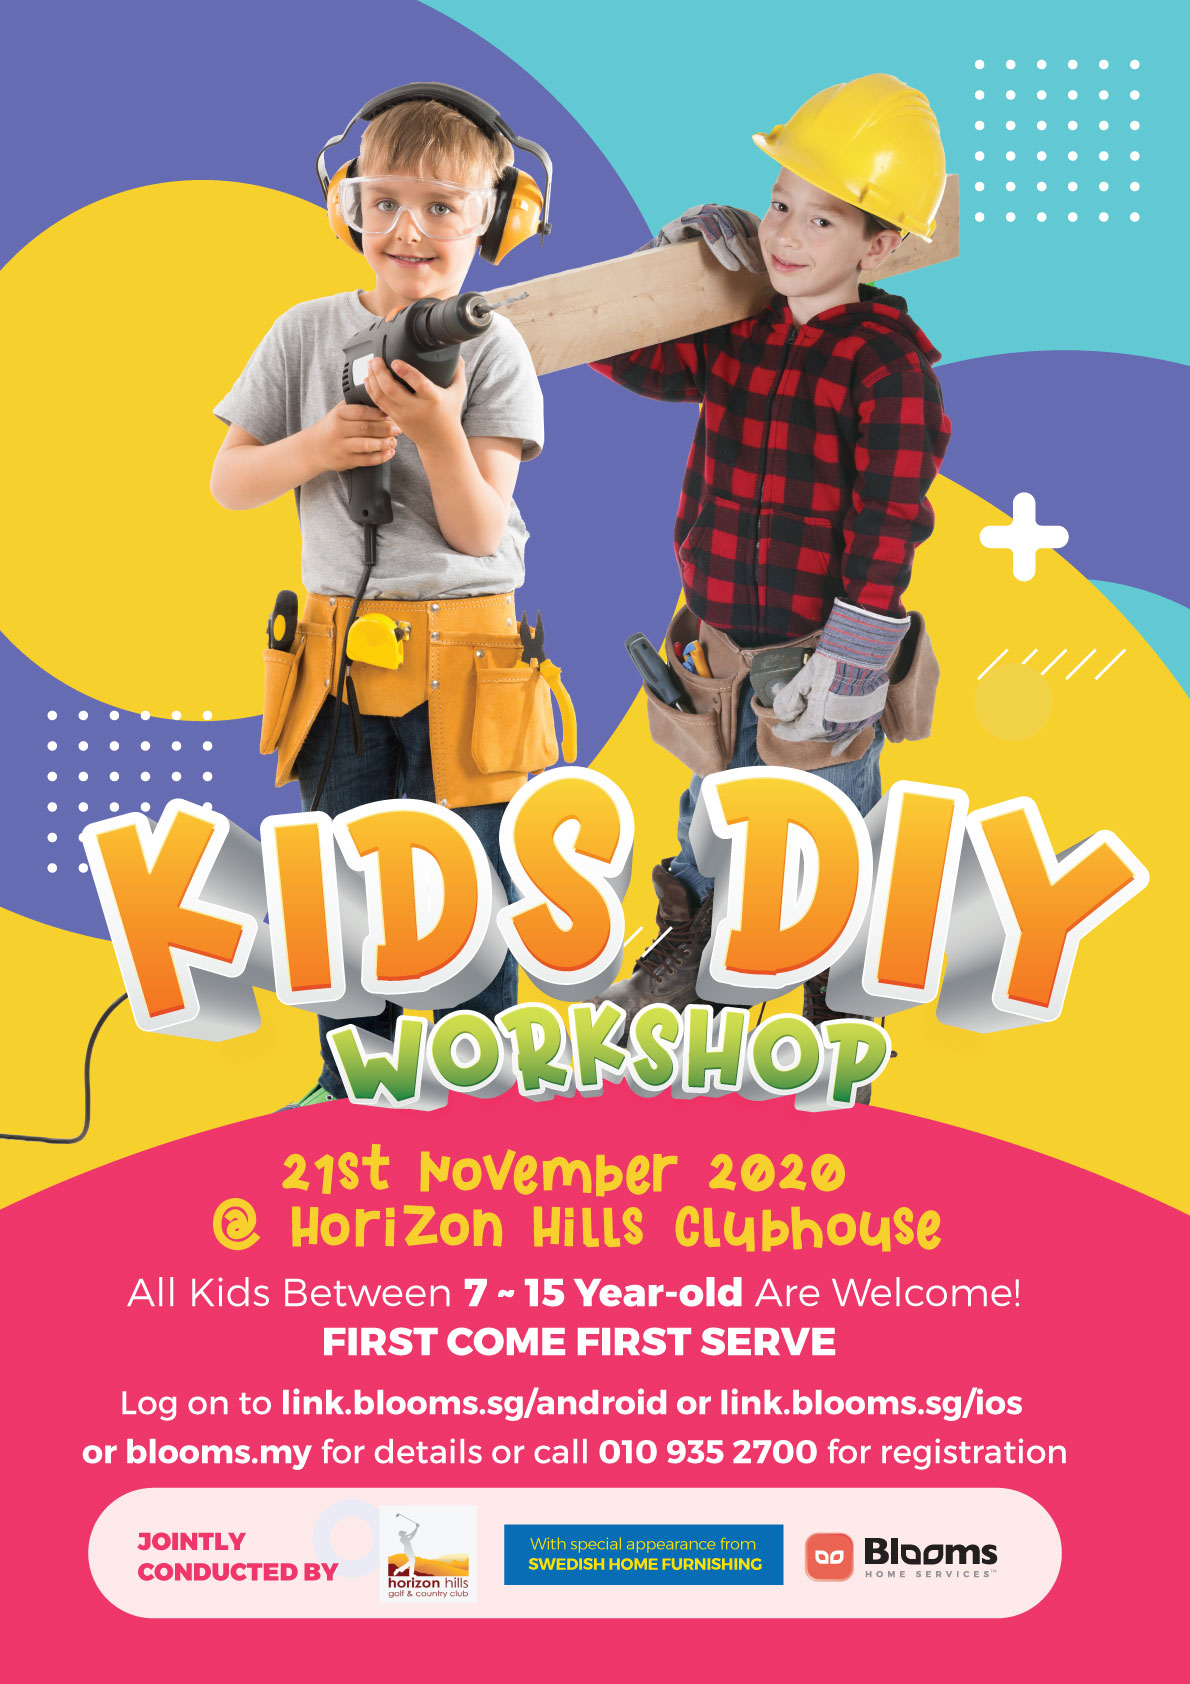 KIDS DIY
WORKSHOP
21st November 2020
@ Horizon Hills Clubhouse
All Kids Between 7 ~ 15 Year-old Are Welcome!
FIRST COME FIRST SERVE
Log on to link.blooms.sg/android or link.blooms.sg/ios
or blooms.my for details or call 010 935 2700 for registration
JOINTLY
CONDUCTED BY
horizon hills
golf & country club
With special appearance from
SWEDISH HOME FURNISHING
Blooms
HOME SERVICES™